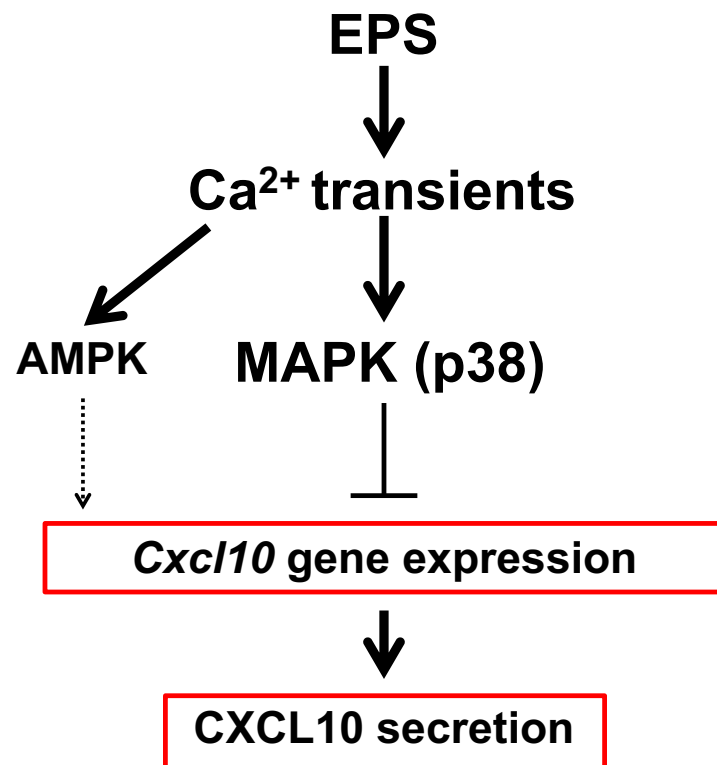 EPS
Ca²⁺ transients
AMPK
MAPK (p38)
Cxcl10 gene expression
CXCL10 secretion